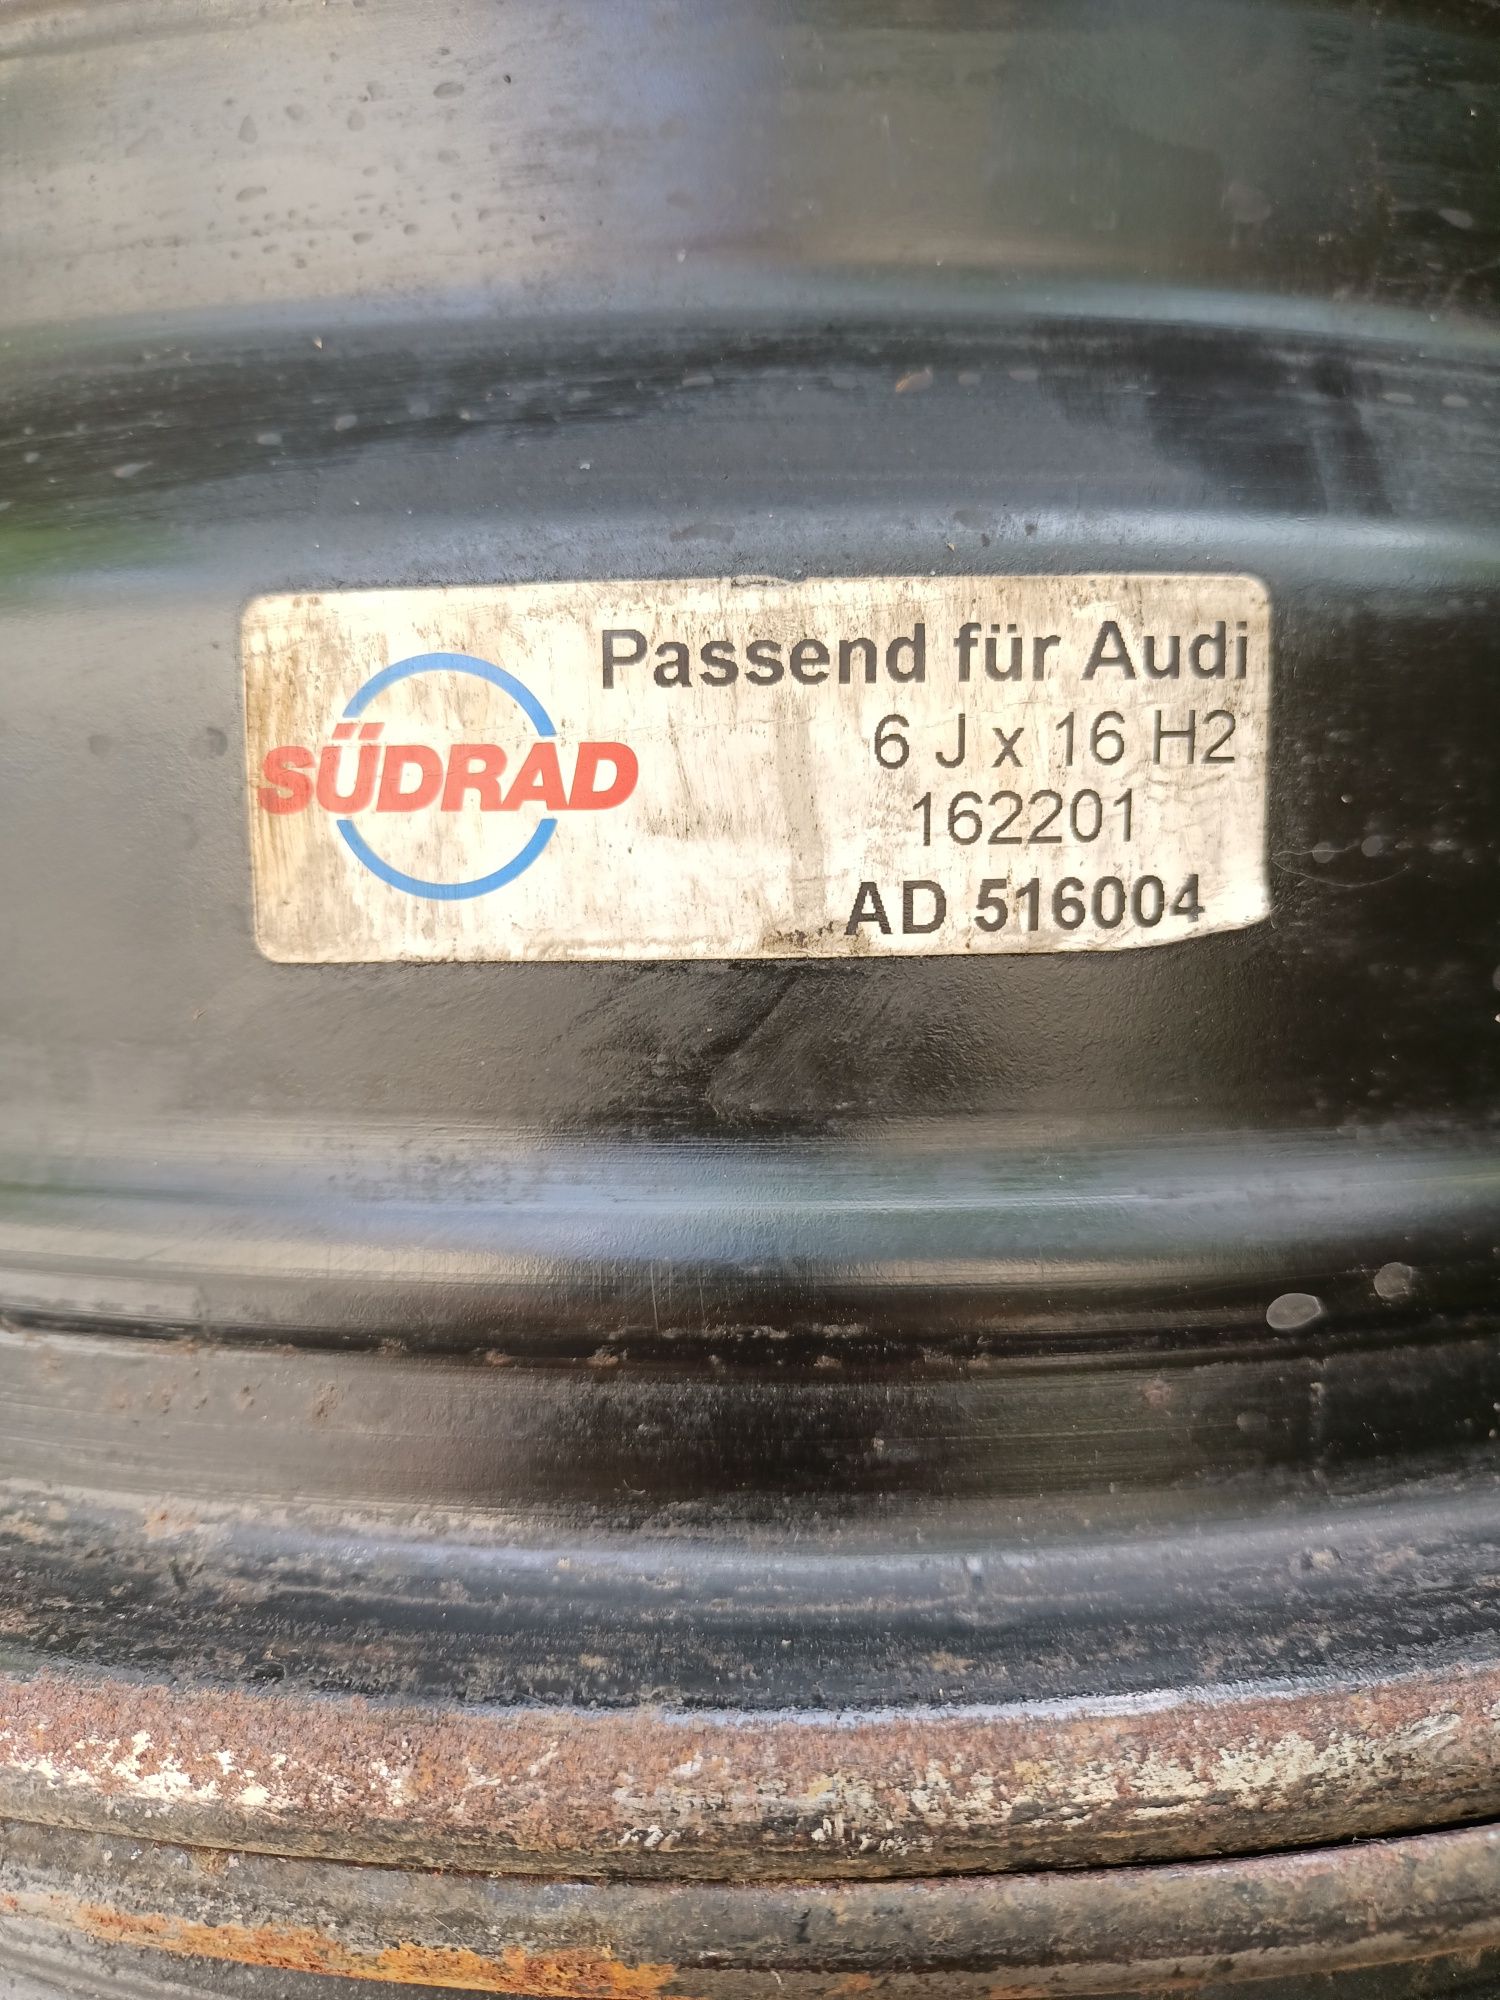 SÜDRAD
Passend für Audi
6 J x 16 H2
162201
AD 516004